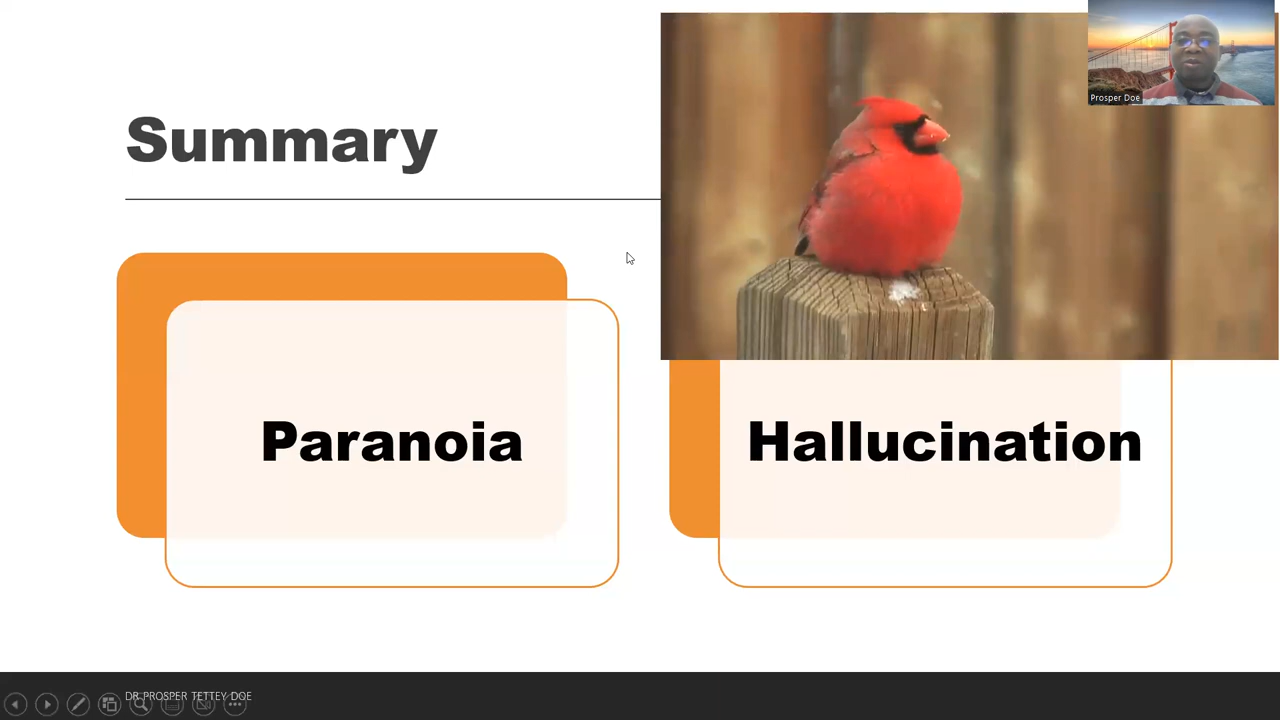 Prosper Doe
Summary
Paranoia
Hallucination
DR PROSPER TETTEY DOE